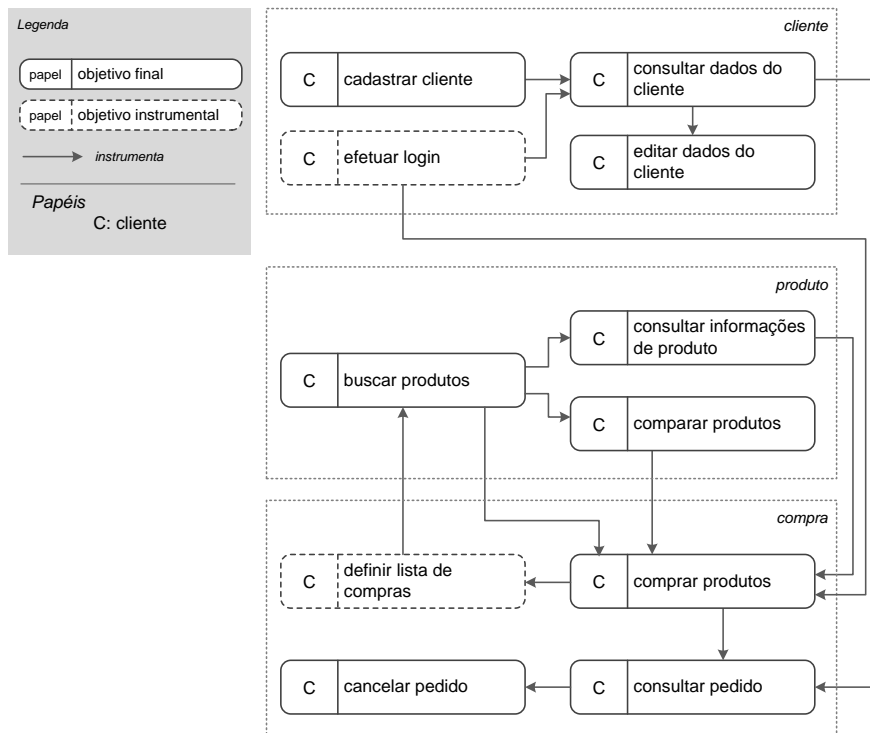 Legenda
papel objetivo final
papel objetivo instrumental
instrumenta
Papéis
C: cliente
cliente
C cadastrar cliente
C consultar dados do
cliente
C efetuar login
C editar dados do
cliente
produto
C consultar informações
de produto
C buscar produtos
C comparar produtos
compra
C definir lista de
compras
C comprar produtos
C cancelar pedido
C consultar pedido